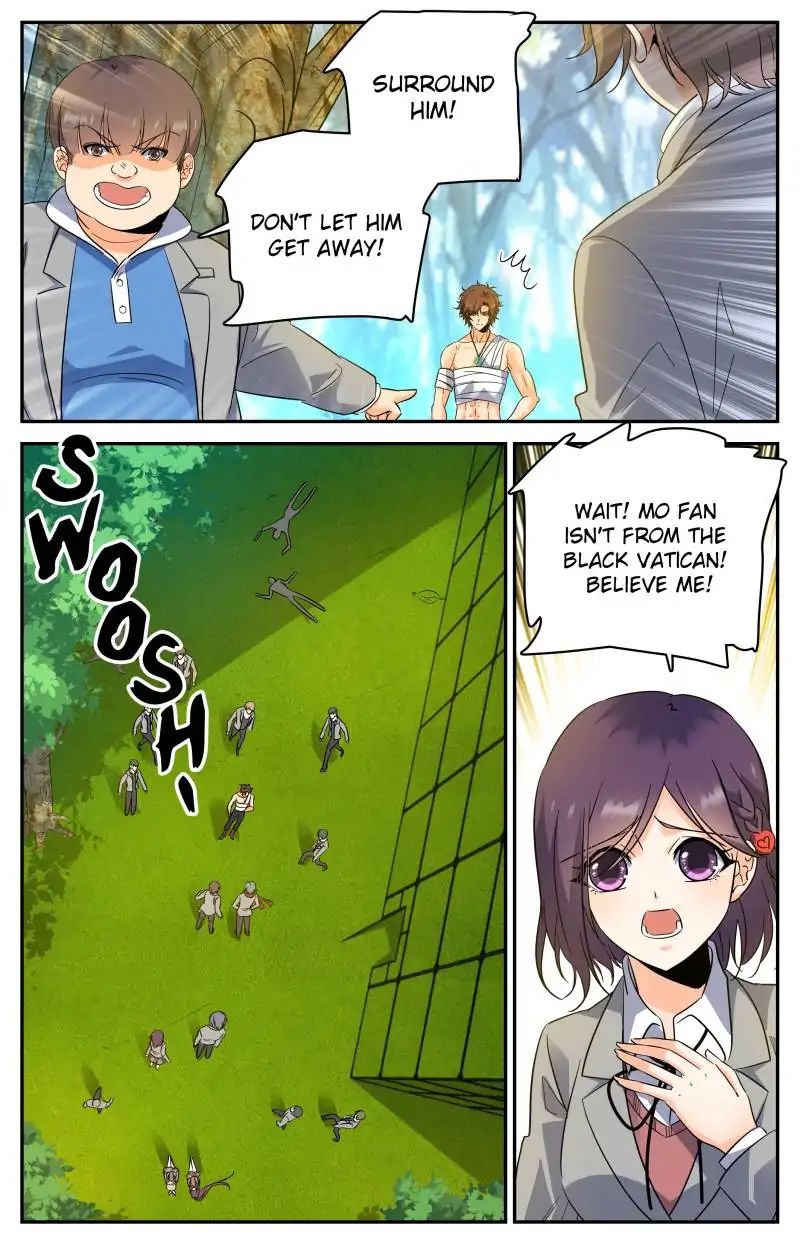 SURROUND
HIM!
DON'T LET HIM
GET AWAY!
SWOOSH!
WAIT! MO FAN
ISN'T FROM THE
BLACK VATICAN!
BELIEVE ME!